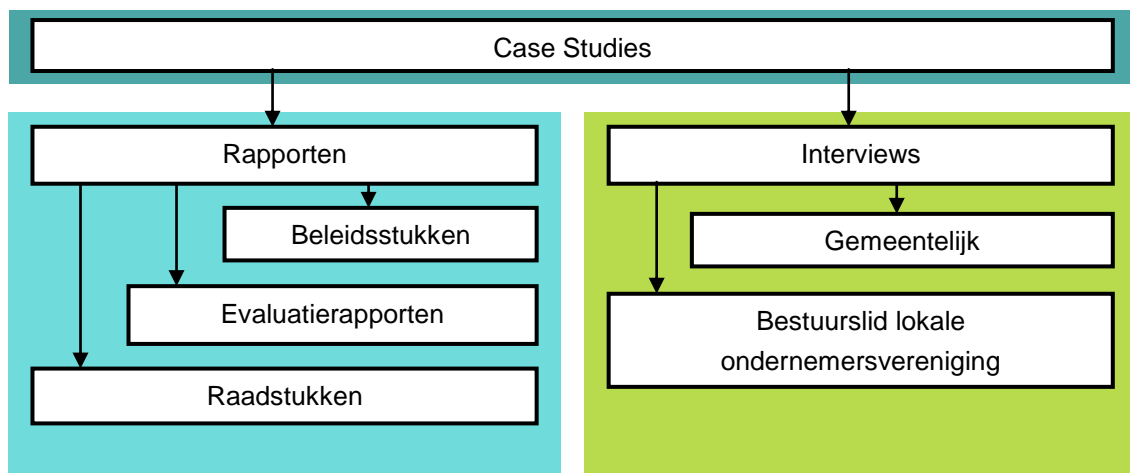 Case Studies
Rapporten
Beleidsstukken
Evaluatierapporten
Raadstukken
Interviews
Gemeentelijk
Bestuurslid lokale
ondernemersvereniging